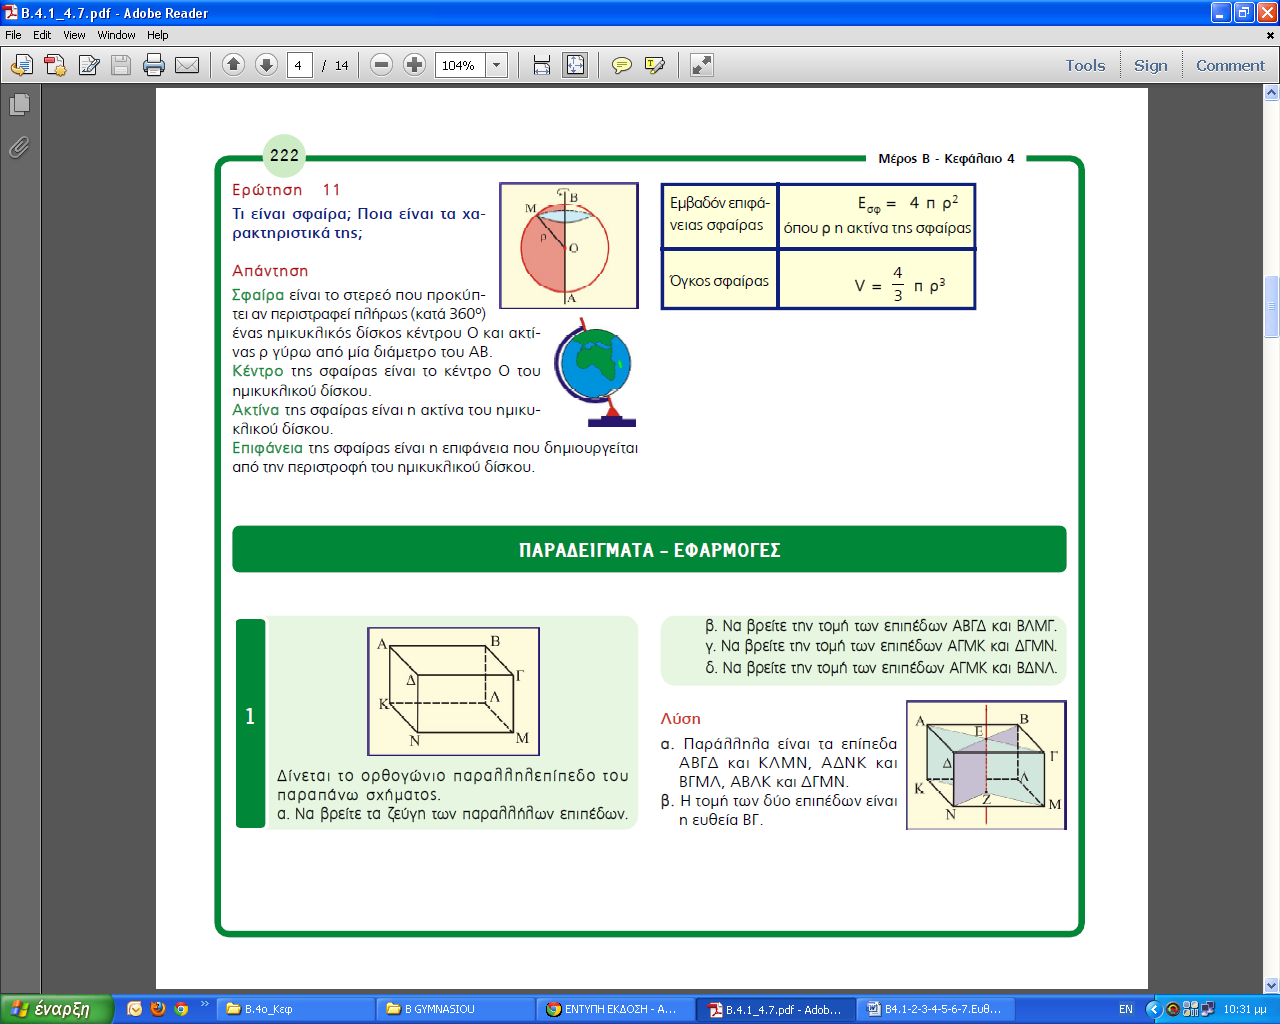 B.4.1_4.7.pdf - Adobe Reader
File Edit View Window Help
4 / 14 104% Tools Sign Comment
222
Μέρος Β - Κεφάλαιο 4
Ερώτηση 11
Τι είναι σφαίρα; Ποια είναι τα χα-
ρακτηριστικά της;
Απάντηση
Σφαίρα είναι το στερεό που προκύπ-
τει αν περιστραφεί πλήρως (κατά 360°)
ένας ημικυκλικός δίσκος κέντρου Ο και ακτί-
νας ρ γύρω από μία διάμετρο του ΑΒ.
Κέντρο της σφαίρας είναι το κέντρο Ο του
ημικυκλικού δίσκου.
Ακτίνα της σφαίρας είναι η ακτίνα του ημικυ-
κλικού δίσκου.
Επιφάνεια της σφαίρας είναι η επιφάνεια που δημιουργείται
από την περιστροφή του ημικυκλικού δίσκου.
B
M
ρ
O
A
Εμβαδόν επιφά-
νειας σφαίρας
Εσφ = 4 π ρ²
όπου ρ η ακτίνα της σφαίρας
Όγκος σφαίρας
V = 4/3 π ρ³
ΠΑΡΑΔΕΙΓΜΑΤΑ – ΕΦΑΡΜΟΓΕΣ
1
Α Β
Δ Γ
Κ Λ
Ν Μ
Δίνεται το ορθογώνιο παραλληλεπίπεδο του
παραπάνω σχήματος.
α. Να βρείτε τα ζεύγη των παραλλήλων επιπέδων.
β. Να βρείτε την τομή των επιπέδων ΑΒΓΔ και ΒΛΜΓ.
γ. Να βρείτε την τομή των επιπέδων ΑΓΜΚ και ΔΓΜΝ.
δ. Να βρείτε την τομή των επιπέδων ΑΓΜΚ και ΒΔΝΛ.
Λύση
α. Παράλληλα είναι τα επίπεδα
ΑΒΓΔ και ΚΛΜΝ, ΑΔΝΚ και
ΒΓΜΛ, ΑΒΛΚ και ΔΓΜΝ.
β. Η τομή των δύο επιπέδων είναι
η ευθεία ΒΓ.
Α Ε Β
Δ Γ
Κ Λ
Ζ
Ν Μ
έναρξη
B.4o_Κεφ
B GYMNASIOU
ΕΝΤΥΠΗ ΕΚΔΟΣΗ - Α...
B.4.1_4.7.pdf - Adob...
B4.1-2-3-4-5-6-7.Ευθ...
EN
10:31 μμ